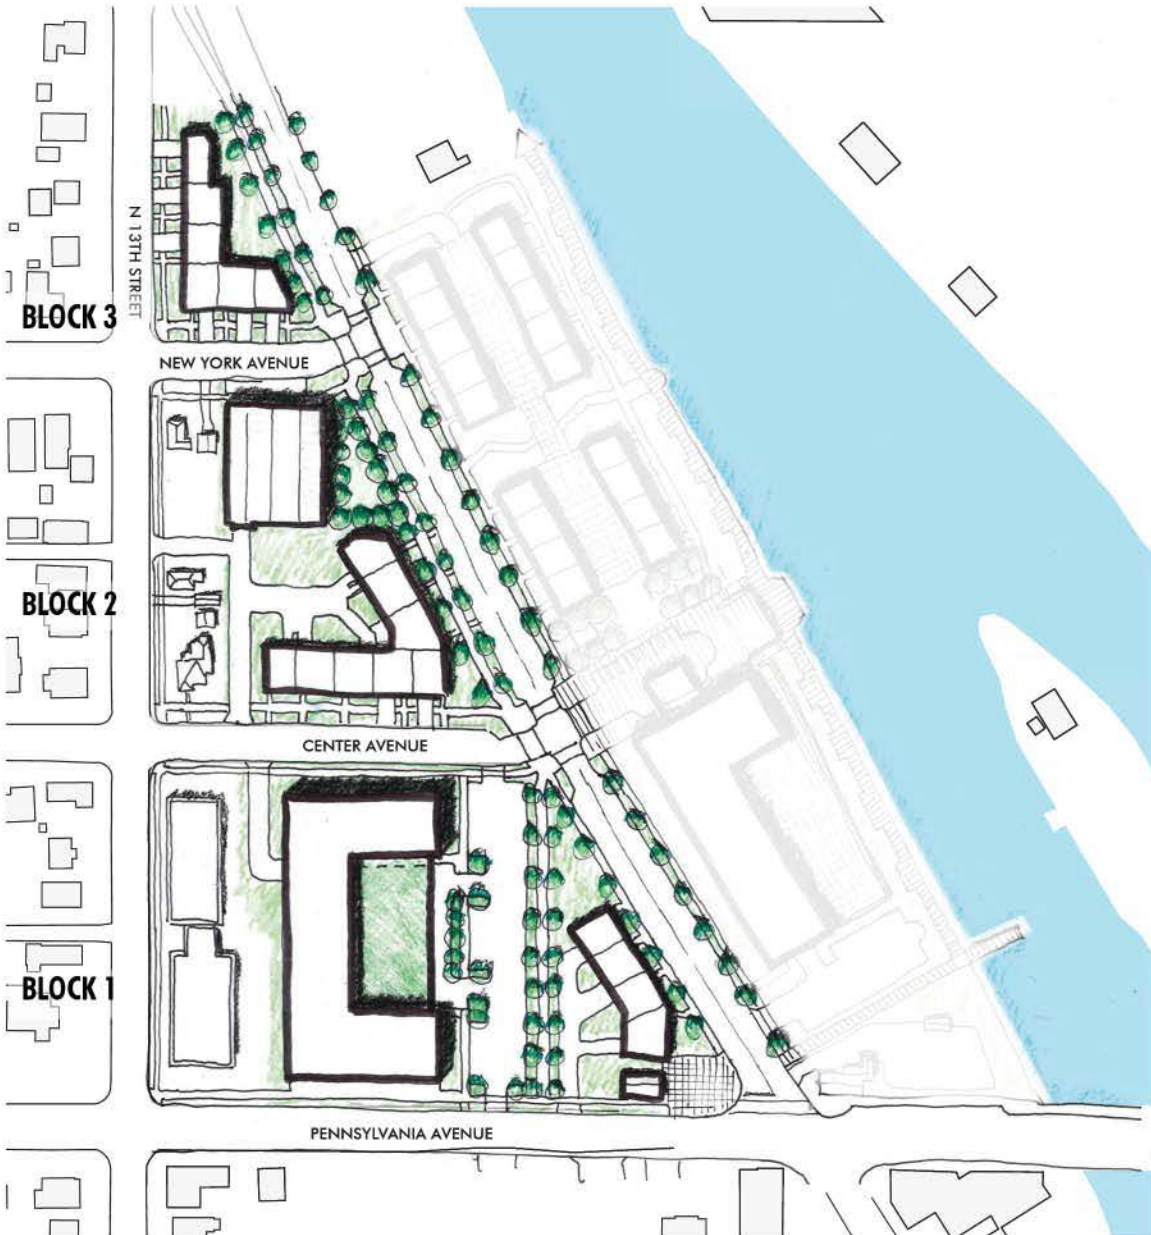 N 13TH STREET
BLOCK 3
NEW YORK AVENUE
BLOCK 2
CENTER AVENUE
BLOCK 1
PENNSYLVANIA AVENUE